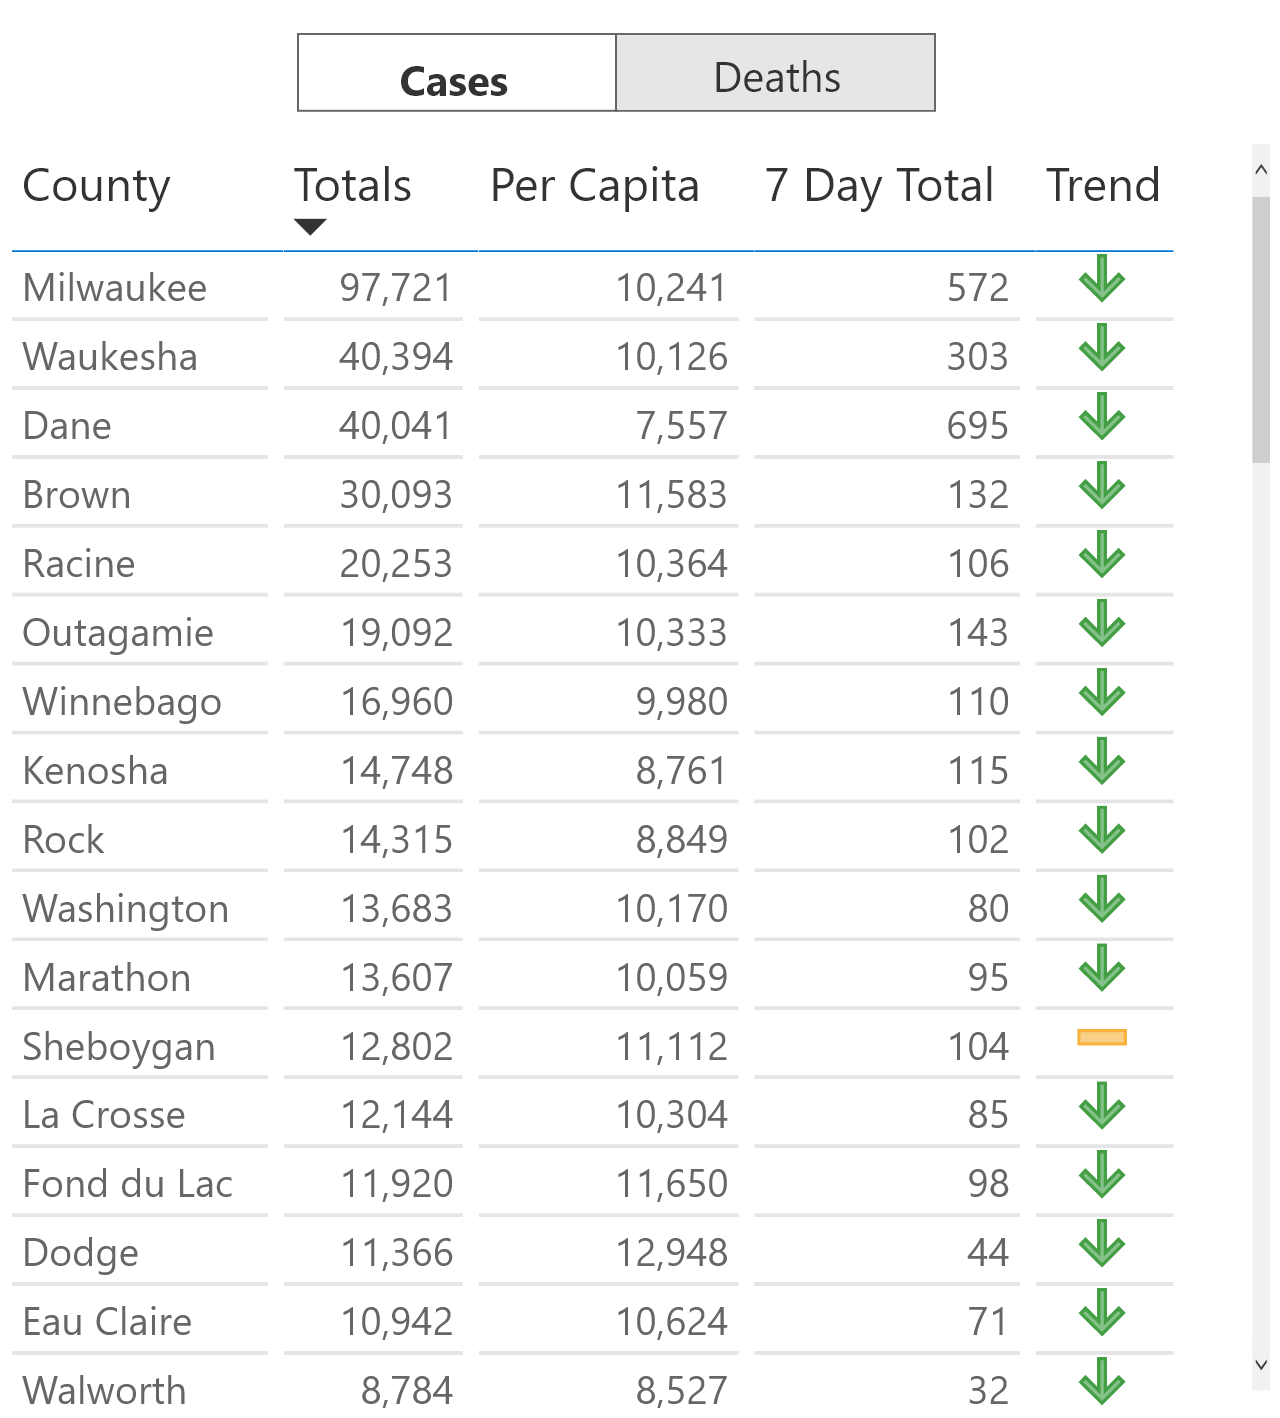 Cases Deaths
County Totals Per Capita 7 Day Total Trend
Milwaukee 97,721 10,241 572
Waukesha 40,394 10,126 303
Dane 40,041 7,557 695
Brown 30,093 11,583 132
Racine 20,253 10,364 106
Outagamie 19,092 10,333 143
Winnebago 16,960 9,980 110
Kenosha 14,748 8,761 115
Rock 14,315 8,849 102
Washington 13,683 10,170 80
Marathon 13,607 10,059 95
Sheboygan 12,802 11,112 104
La Crosse 12,144 10,304 85
Fond du Lac 11,920 11,650 98
Dodge 11,366 12,948 44
Eau Claire 10,942 10,624 71
Walworth 8,784 8,527 32